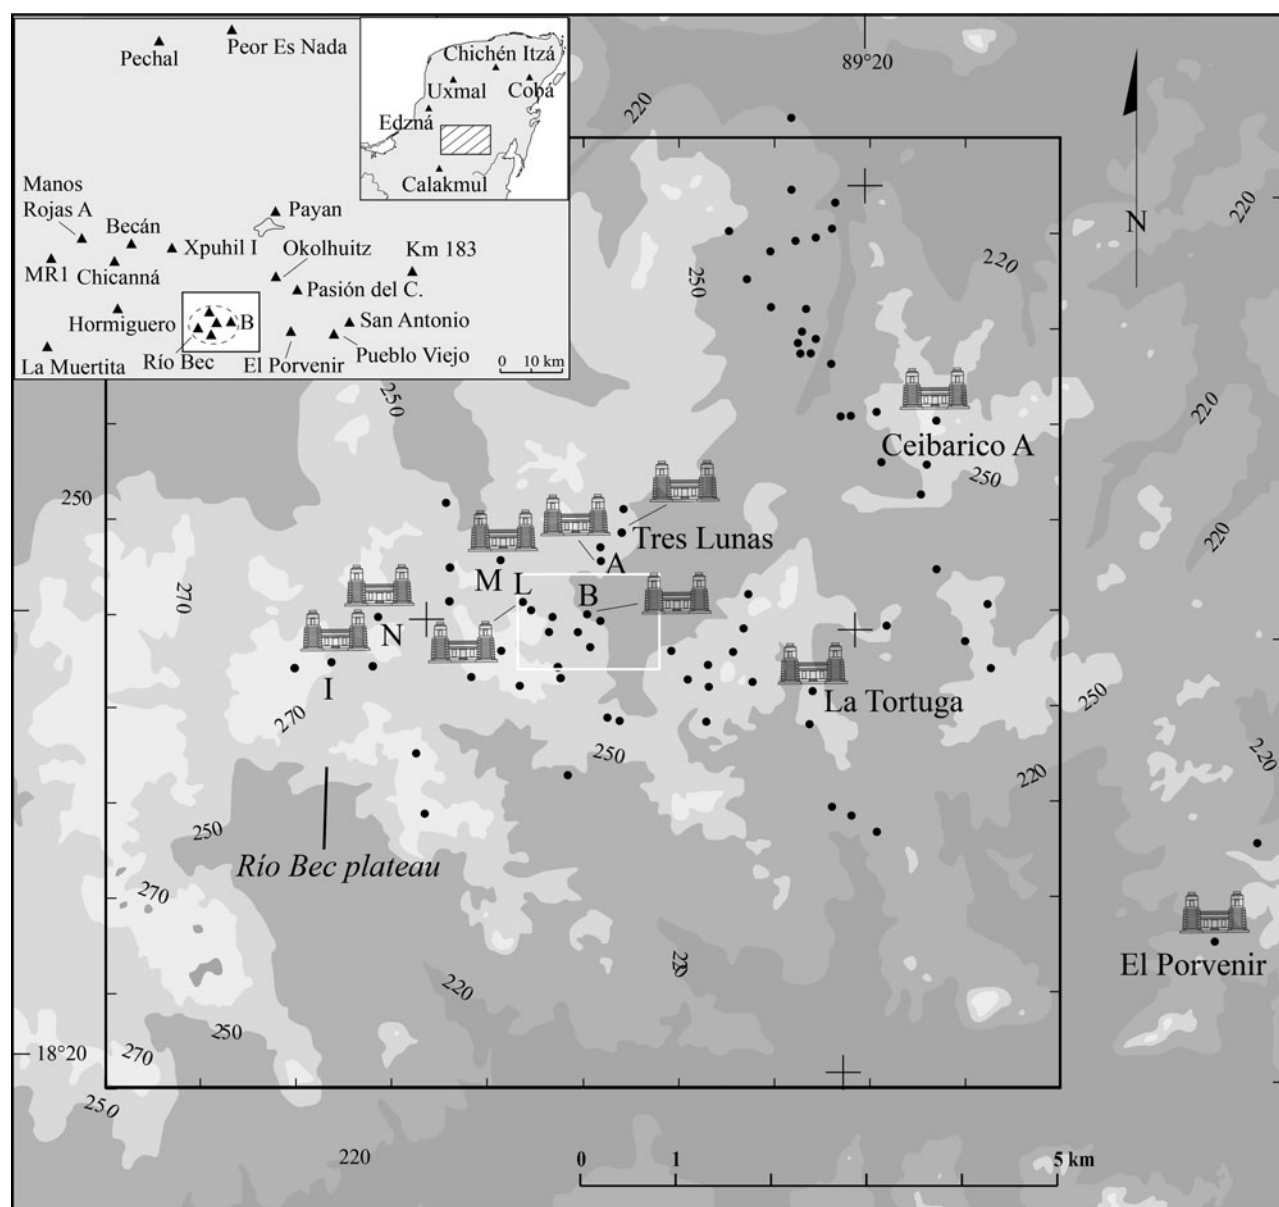 Pechal
Peor Es Nada
Chichén Itzá
Uxmal
Cobá
Edzná
Calakmul
Manos
Rojas A
Becán
Payan
Xpuhil I
Okolhuitz
Km 183
MR1
Chicanná
Pasión del C.
Hormiguero
B
San Antonio
La Muertita
Río Bec
El Porvenir
Pueblo Viejo
0 10 km
89°20
220
N
220
220
250
250
220
Ceibarico A
250
250
220
Tres Lunas
A
M
L
B
270
N
I
La Tortuga
270
250
250
220
220
250
Río Bec plateau
270
220
220
El Porvenir
250
18°20
270
250
220
0 1 5 km